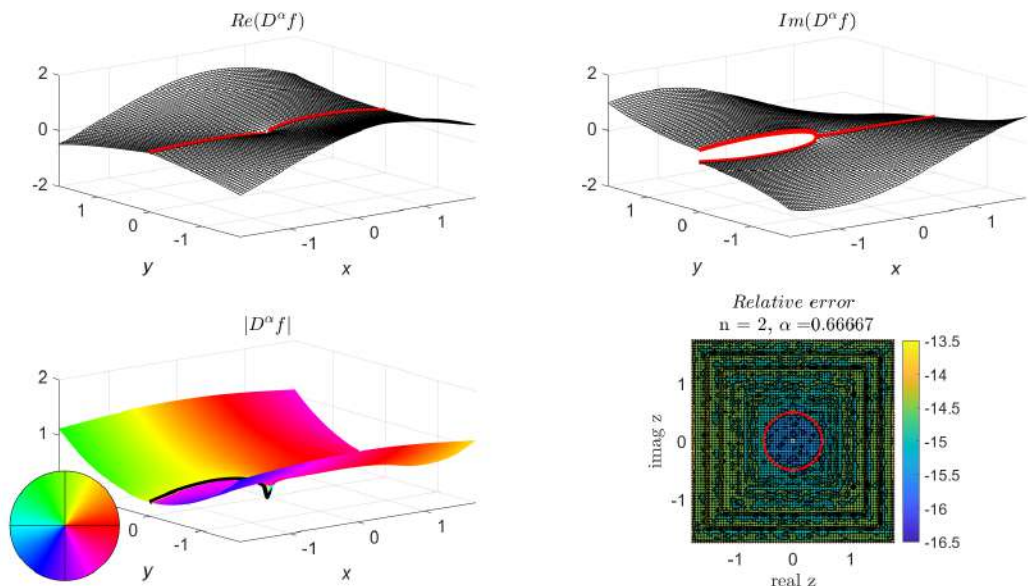 Re(D^α f)
2
0
-2
1
0
-1
y
-1
0
1
x
Im(D^α f)
2
0
-2
1
0
-1
y
-1
0
1
x
|D^α f|
2
1
0
-1
y
-1
0
1
x
Relative error
n = 2, α =0.66667
1
0
-1
imag z
-1
0
1
real z
-13.5
-14
-14.5
-15
-15.5
-16
-16.5